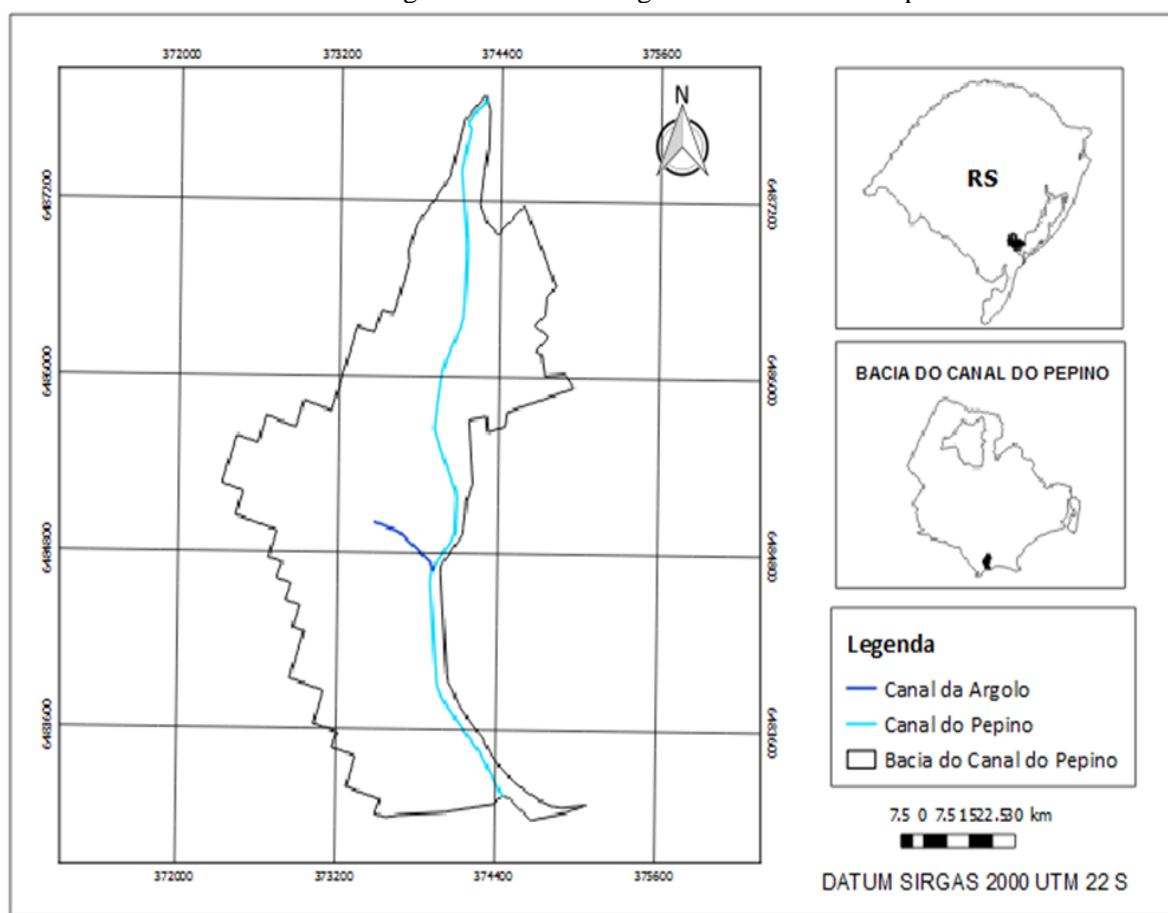 372000 373200 374400 375600
N
6487200 6487200
6486000 6486000
6484800 6484800
6483600 6483600
372000 373200 374400 375600
RS
BACIA DO CANAL DO PEPINO
Legenda
Canal da Argolo
Canal do Pepino
Bacia do Canal do Pepino
7.5 0 7.5 15 22.5 30 km
DATUM SIRGAS 2000 UTM 22 S